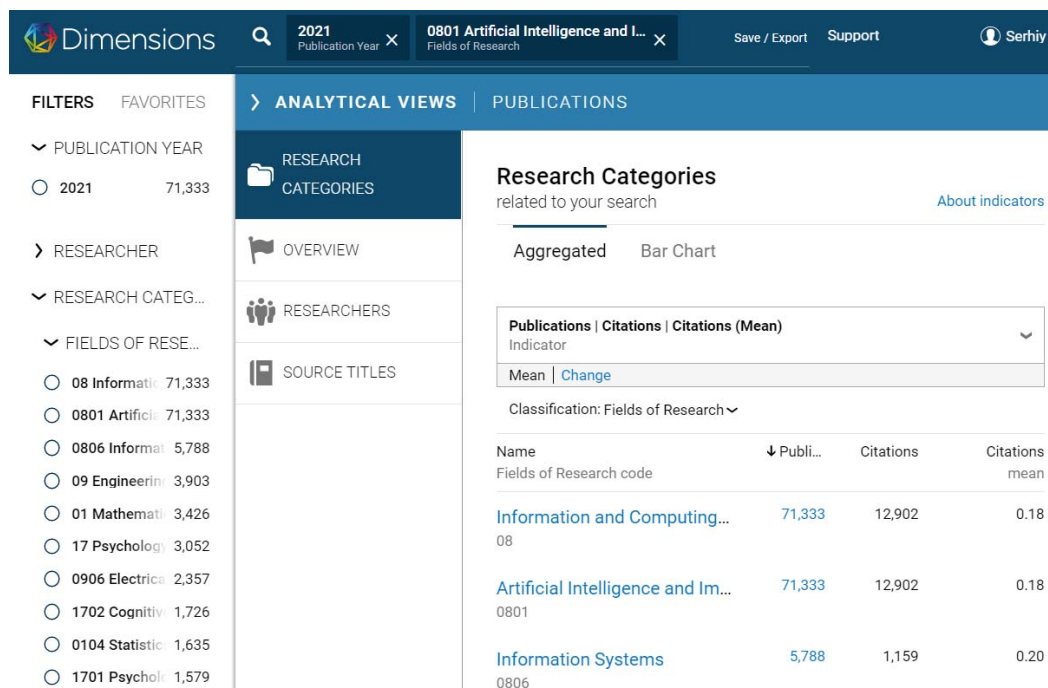 Dimensions
2021
Publication Year
0801 Artificial Intelligence and I...
Fields of Research
Save / Export
Support
Serhiy
FILTERS FAVORITES
PUBLICATION YEAR
2021 71,333
RESEARCHER
RESEARCH CATEG...
FIELDS OF RESE...
08 Informatic 71,333
0801 Artificia 71,333
0806 Informat 5,788
09 Engineering 3,903
01 Mathemati 3,426
17 Psychology 3,052
0906 Electrica 2,357
1702 Cognitiv 1,726
0104 Statistic 1,635
1701 Psychol 1,579
ANALYTICAL VIEWS PUBLICATIONS
RESEARCH
CATEGORIES
OVERVIEW
RESEARCHERS
SOURCE TITLES
Research Categories
related to your search
About indicators
Aggregated Bar Chart
Publications | Citations | Citations (Mean)
Indicator
Mean | Change
Classification: Fields of Research
Name Publi... Citations Citations
Fields of Research code mean
Information and Computing... 71,333 12,902 0.18
08
Artificial Intelligence and Im... 71,333 12,902 0.18
0801
Information Systems 5,788 1,159 0.20
0806